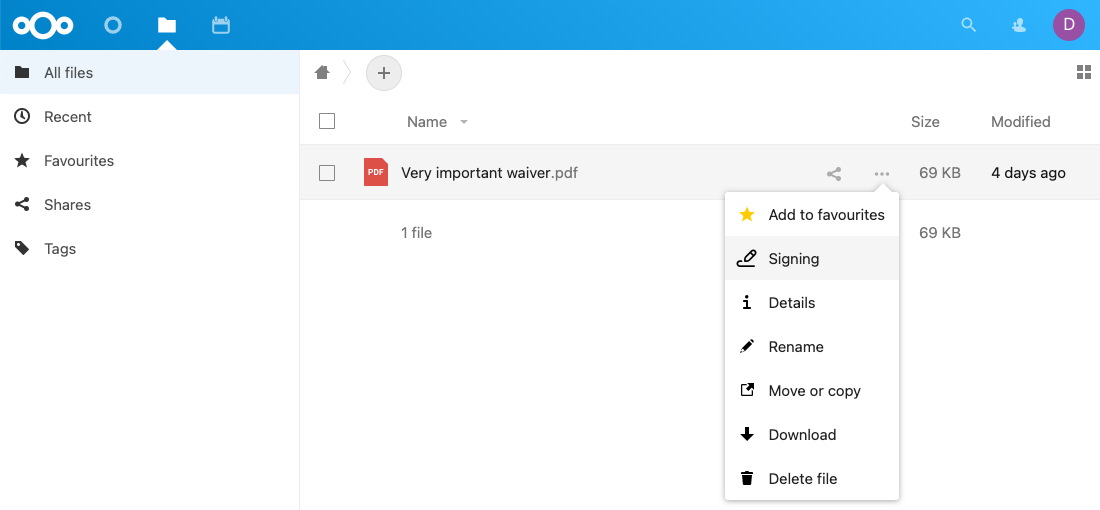 D
All files
Recent
Favourites
Shares
Tags
Name Size Modified
PDF Very important waiver.pdf 69 KB 4 days ago
1 file 69 KB
Add to favourites
Signing
Details
Rename
Move or copy
Download
Delete file